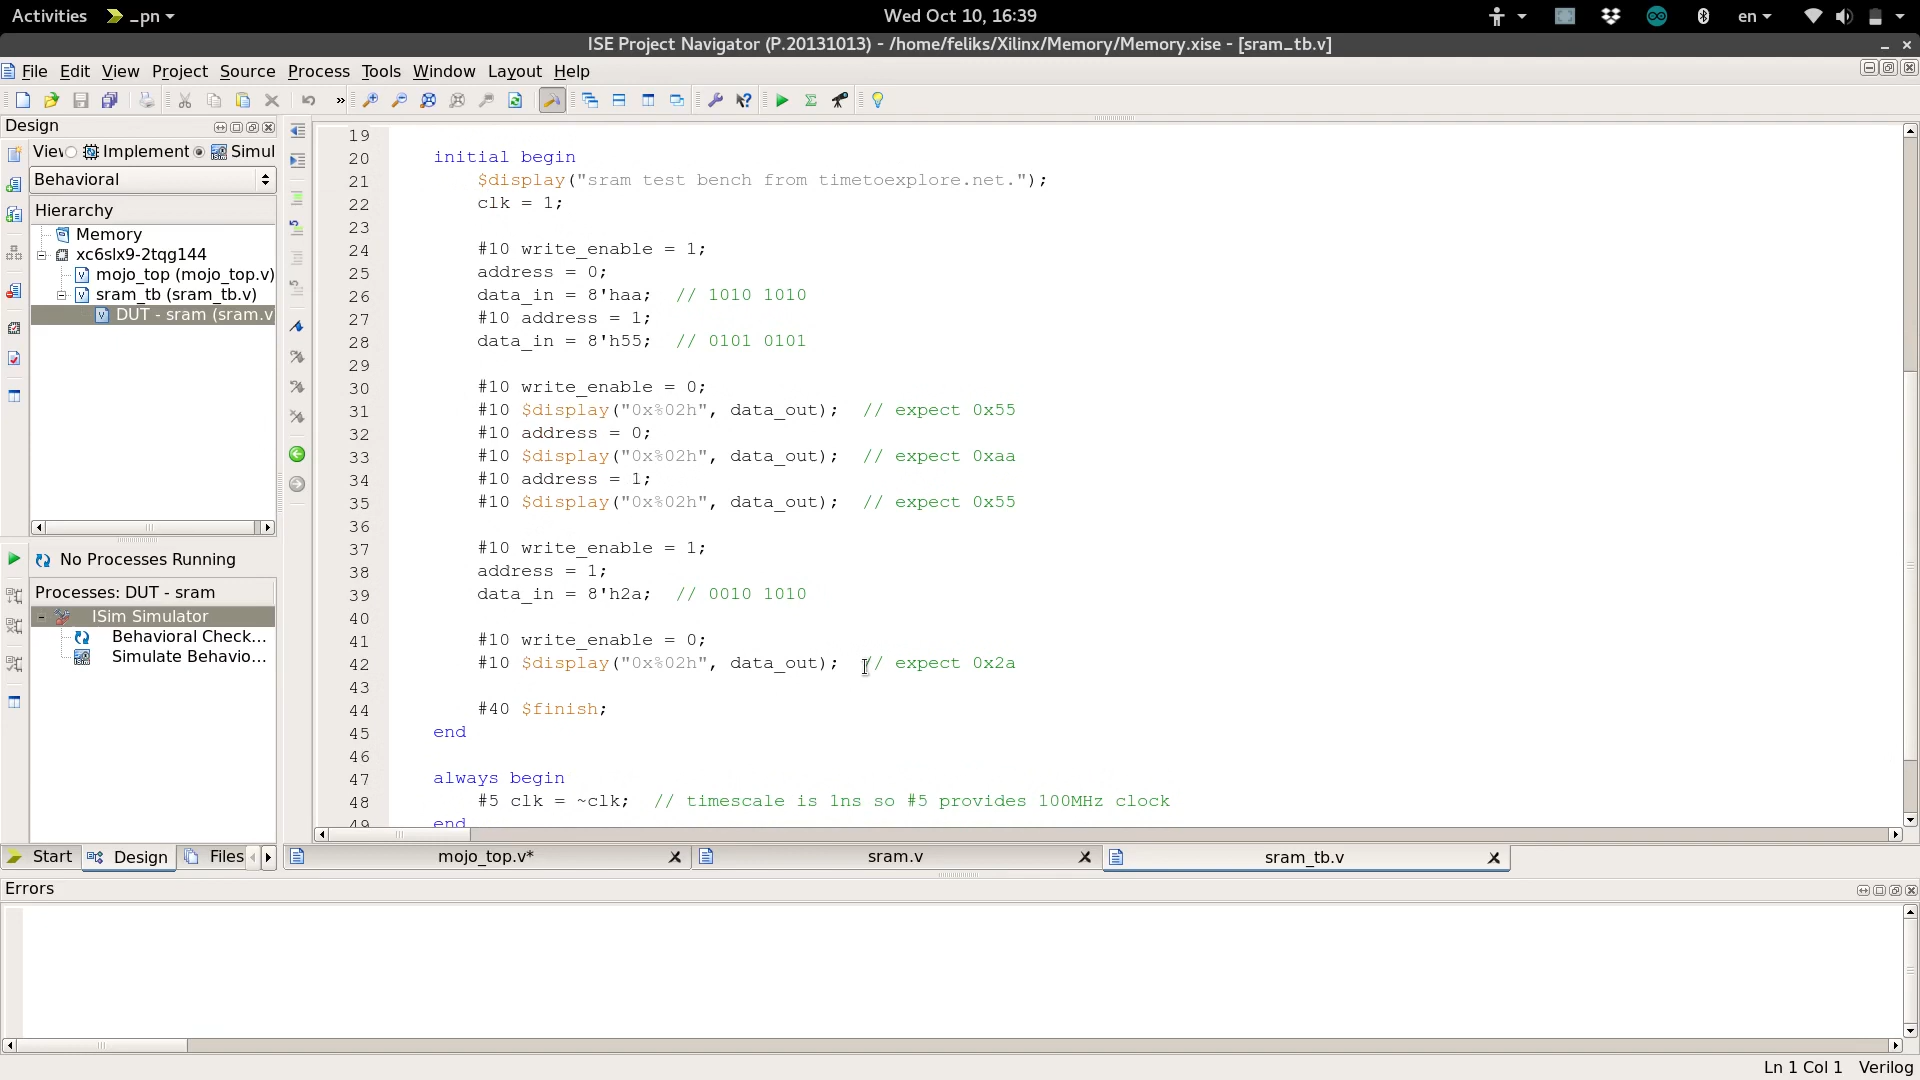 Activities _pn Wed Oct 10, 16:39 en
ISE Project Navigator (P.20131013) - /home/feliks/Xilinx/Memory/Memory.xise - [sram_tb.v]
File Edit View Project Source Process Tools Window Layout Help
»
Design
View Implement Simul
Behavioral
Hierarchy
Memory
xc6slx9-2tqg144
mojo_top (mojo_top.v)
sram_tb (sram_tb.v)
DUT - sram (sram.v
No Processes Running
Processes: DUT - sram
ISim Simulator
Behavioral Check...
Simulate Behavio...
Start Design Files
19
20 initial begin
21 $display("sram test bench from timetoexplore.net.");
22 clk = 1;
23
24 #10 write_enable = 1;
25 address = 0;
26 data_in = 8'haa; // 1010 1010
27 #10 address = 1;
28 data_in = 8'h55; // 0101 0101
29
30 #10 write_enable = 0;
31 #10 $display("0x%02h", data_out); // expect 0x55
32 #10 address = 0;
33 #10 $display("0x%02h", data_out); // expect 0xaa
34 #10 address = 1;
35 #10 $display("0x%02h", data_out); // expect 0x55
36
37 #10 write_enable = 1;
38 address = 1;
39 data_in = 8'h2a; // 0010 1010
40
41 #10 write_enable = 0;
42 #10 $display("0x%02h", data_out); // expect 0x2a
43
44 #40 $finish;
45 end
46
47 always begin
48 #5 clk = ~clk; // timescale is 1ns so #5 provides 100MHz clock
49 end
mojo_top.v* sram.v sram_tb.v
Errors
Ln 1 Col 1 Verilog